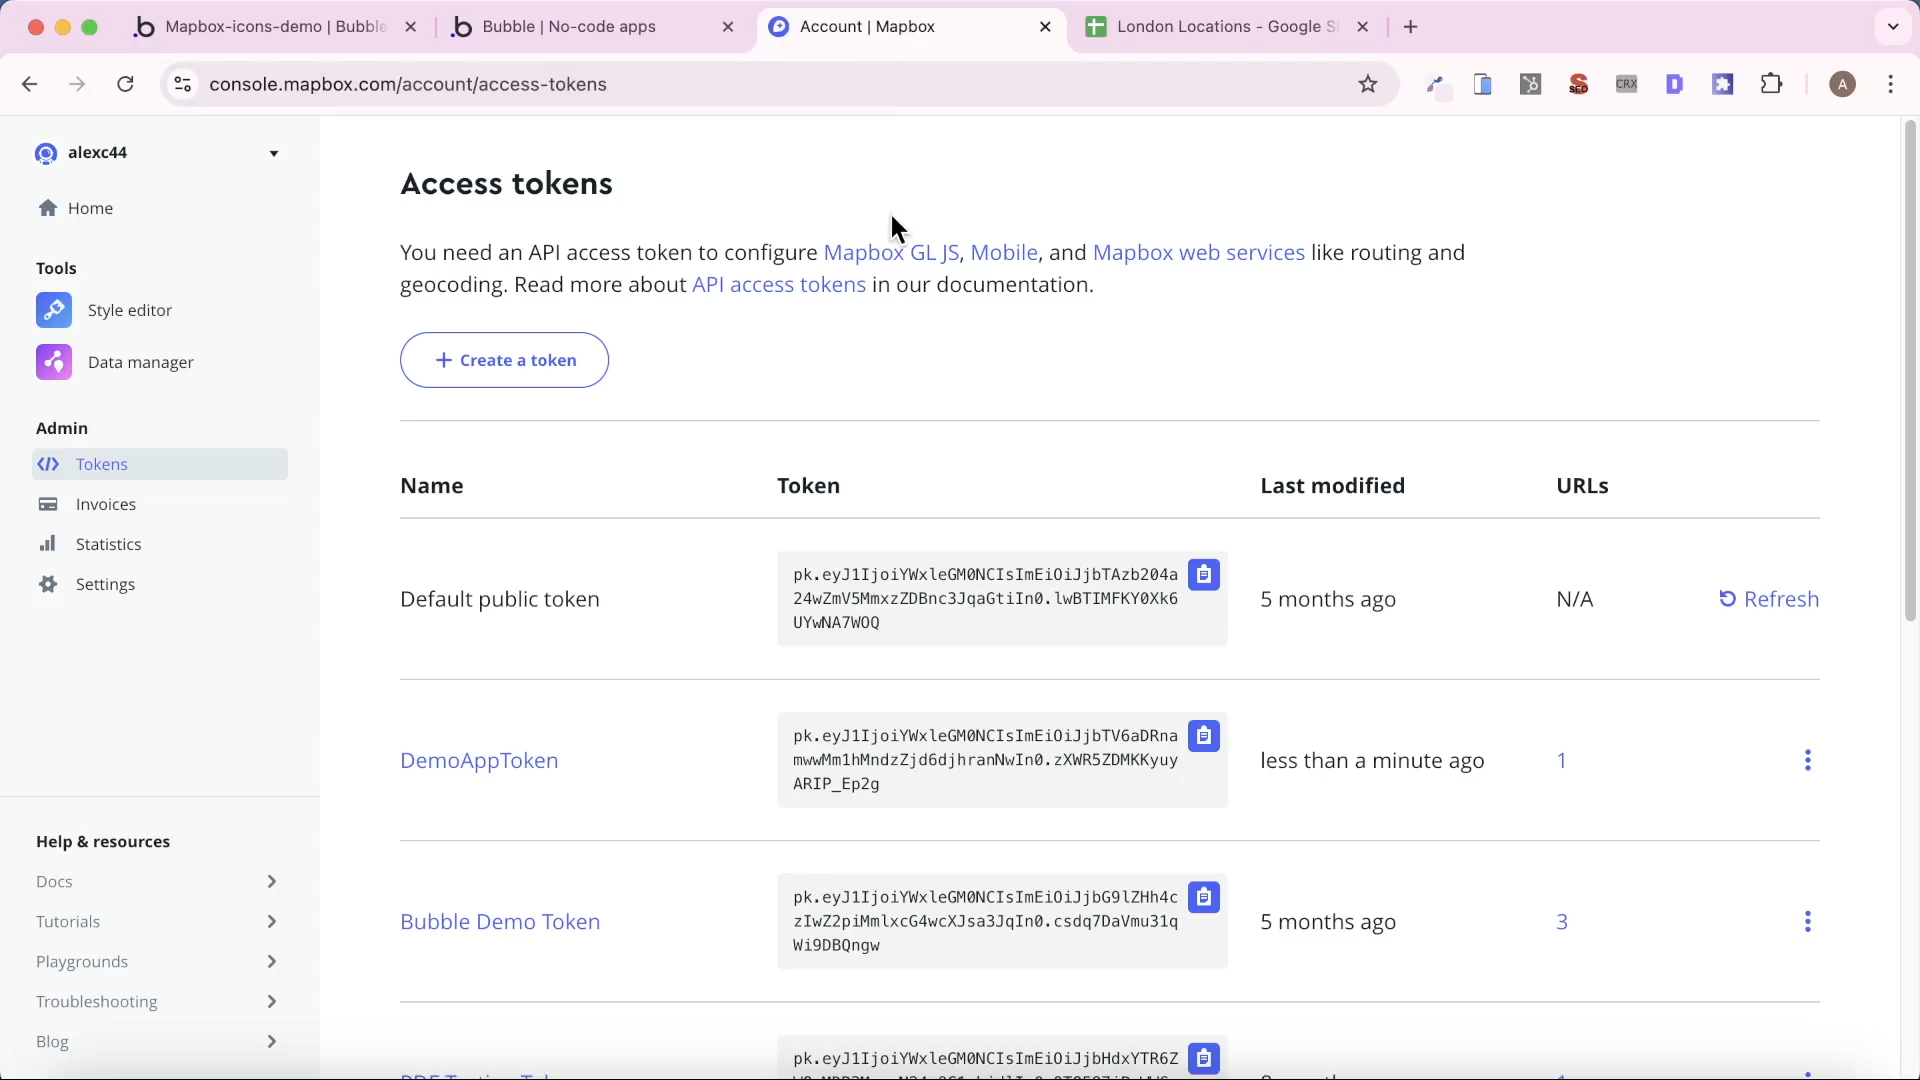 Mapbox-icons-demo | Bubble
Bubble | No-code apps
Account | Mapbox
London Locations - Google S
console.mapbox.com/account/access-tokens
SEO
CRX
A
alexc44
Home
Tools
Style editor
Data manager
Admin
Tokens
Invoices
Statistics
Settings
Help & resources
Docs
Tutorials
Playgrounds
Troubleshooting
Blog
Access tokens
You need an API access token to configure Mapbox GL JS, Mobile, and Mapbox web services like routing and
geocoding. Read more about API access tokens in our documentation.
+ Create a token
Name Token Last modified URLs
Default public token
pk.eyJ1IjoiYWxleGM0NCIsImEiOiJjbTAzb204a
24wZmV5MmxzZDBnc3JqaGtiIn0.lwBTIMFKY0Xk6
UYwNA7WOQ
5 months ago
N/A
Refresh
DemoAppToken
pk.eyJ1IjoiYWxleGM0NCIsImEiOiJjbTV6aDRna
mwwMm1hMndzZjd6djhranNwIn0.zXWR5ZDMKKyuy
ARIP_Ep2g
less than a minute ago
1
Bubble Demo Token
pk.eyJ1IjoiYWxleGM0NCIsImEiOiJjbG9lZHh4c
zIwZ2piMmlxcG4wcXJsa3JqIn0.csdq7DaVmu31q
Wi9DBQngw
5 months ago
3
pk.eyJ1IjoiYWxleGM0NCIsImEiOiJjbHdxYTR6Z